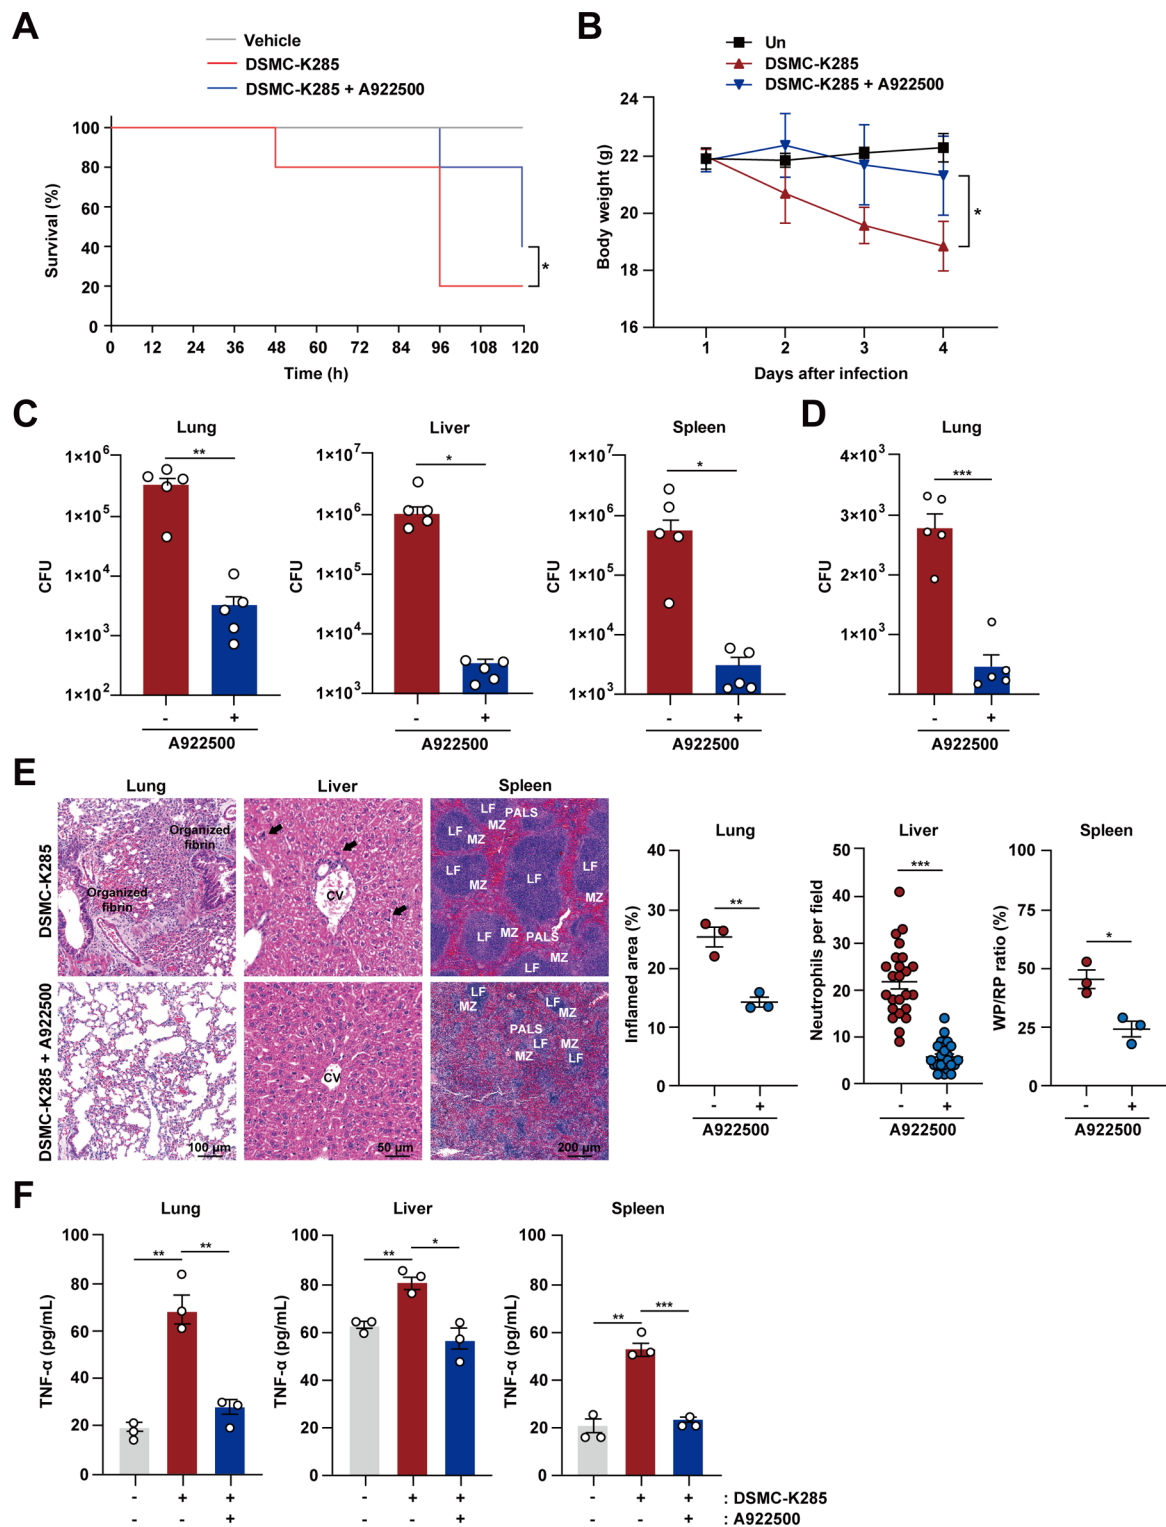 A
Vehicle
DSMC-K285
DSMC-K285 + A922500
100
80
60
40
20
0
Survival (%)
*
0 12 24 36 48 60 72 84 96 108 120
Time (h)
B
Un
DSMC-K285
DSMC-K285 + A922500
24
22
20
18
16
Body weight (g)
*
1 2 3 4
Days after infection
C
Lung
1×10⁶
1×10⁵
1×10⁴
1×10³
1×10²
CFU
**
- +
A922500
Liver
1×10⁷
1×10⁶
1×10⁵
1×10⁴
1×10³
CFU
*
- +
A922500
Spleen
1×10⁷
1×10⁶
1×10⁵
1×10⁴
1×10³
CFU
*
- +
A922500
D
Lung
4×10³
3×10³
2×10³
1×10³
CFU
***
- +
A922500
E
Lung Liver Spleen
DSMC-K285
Organized
fibrin
Organized
fibrin
CV
LF PALS
LF MZ
LF
LF LF
MZ MZ
LF MZ PALS
MZ
LF
DSMC-K285 + A922500
100 µm
CV
50 µm
LF
MZ LF
MZ
PALS
LF MZ
MZ LF
200 µm
Lung
40
30
20
10
0
Inflamed area (%)
**
- +
A922500
Liver
50
40
30
20
10
0
Neutrophils per field
***
- +
A922500
Spleen
100
75
50
25
0
WP/RP ratio (%)
*
- +
A922500
F
Lung
100
80
60
40
20
0
TNF-α (pg/mL)
** **
- + +
- - +
Liver
100
80
60
40
20
0
TNF-α (pg/mL)
** *
- + +
- - +
Spleen
100
80
60
40
20
0
TNF-α (pg/mL)
** ***
- + + : DSMC-K285
- - + : A922500